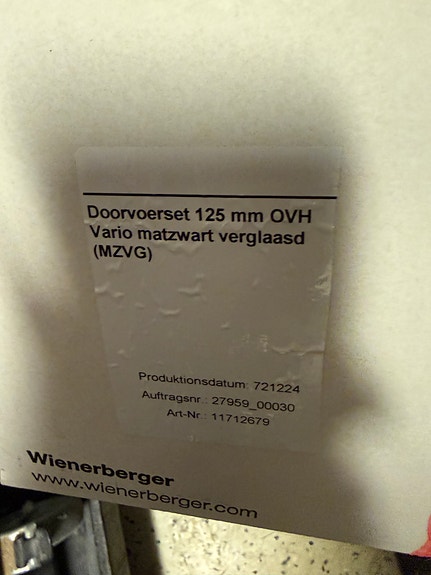 Doorvoerset 125 mm OVH
Vario matzwart verglaasd
(MZVG)
Produktionsdatum: 721224
Auftragsnr.: 27959_00030
Art-Nr.: 11712679
Wienerberger
www.wienerberger.com